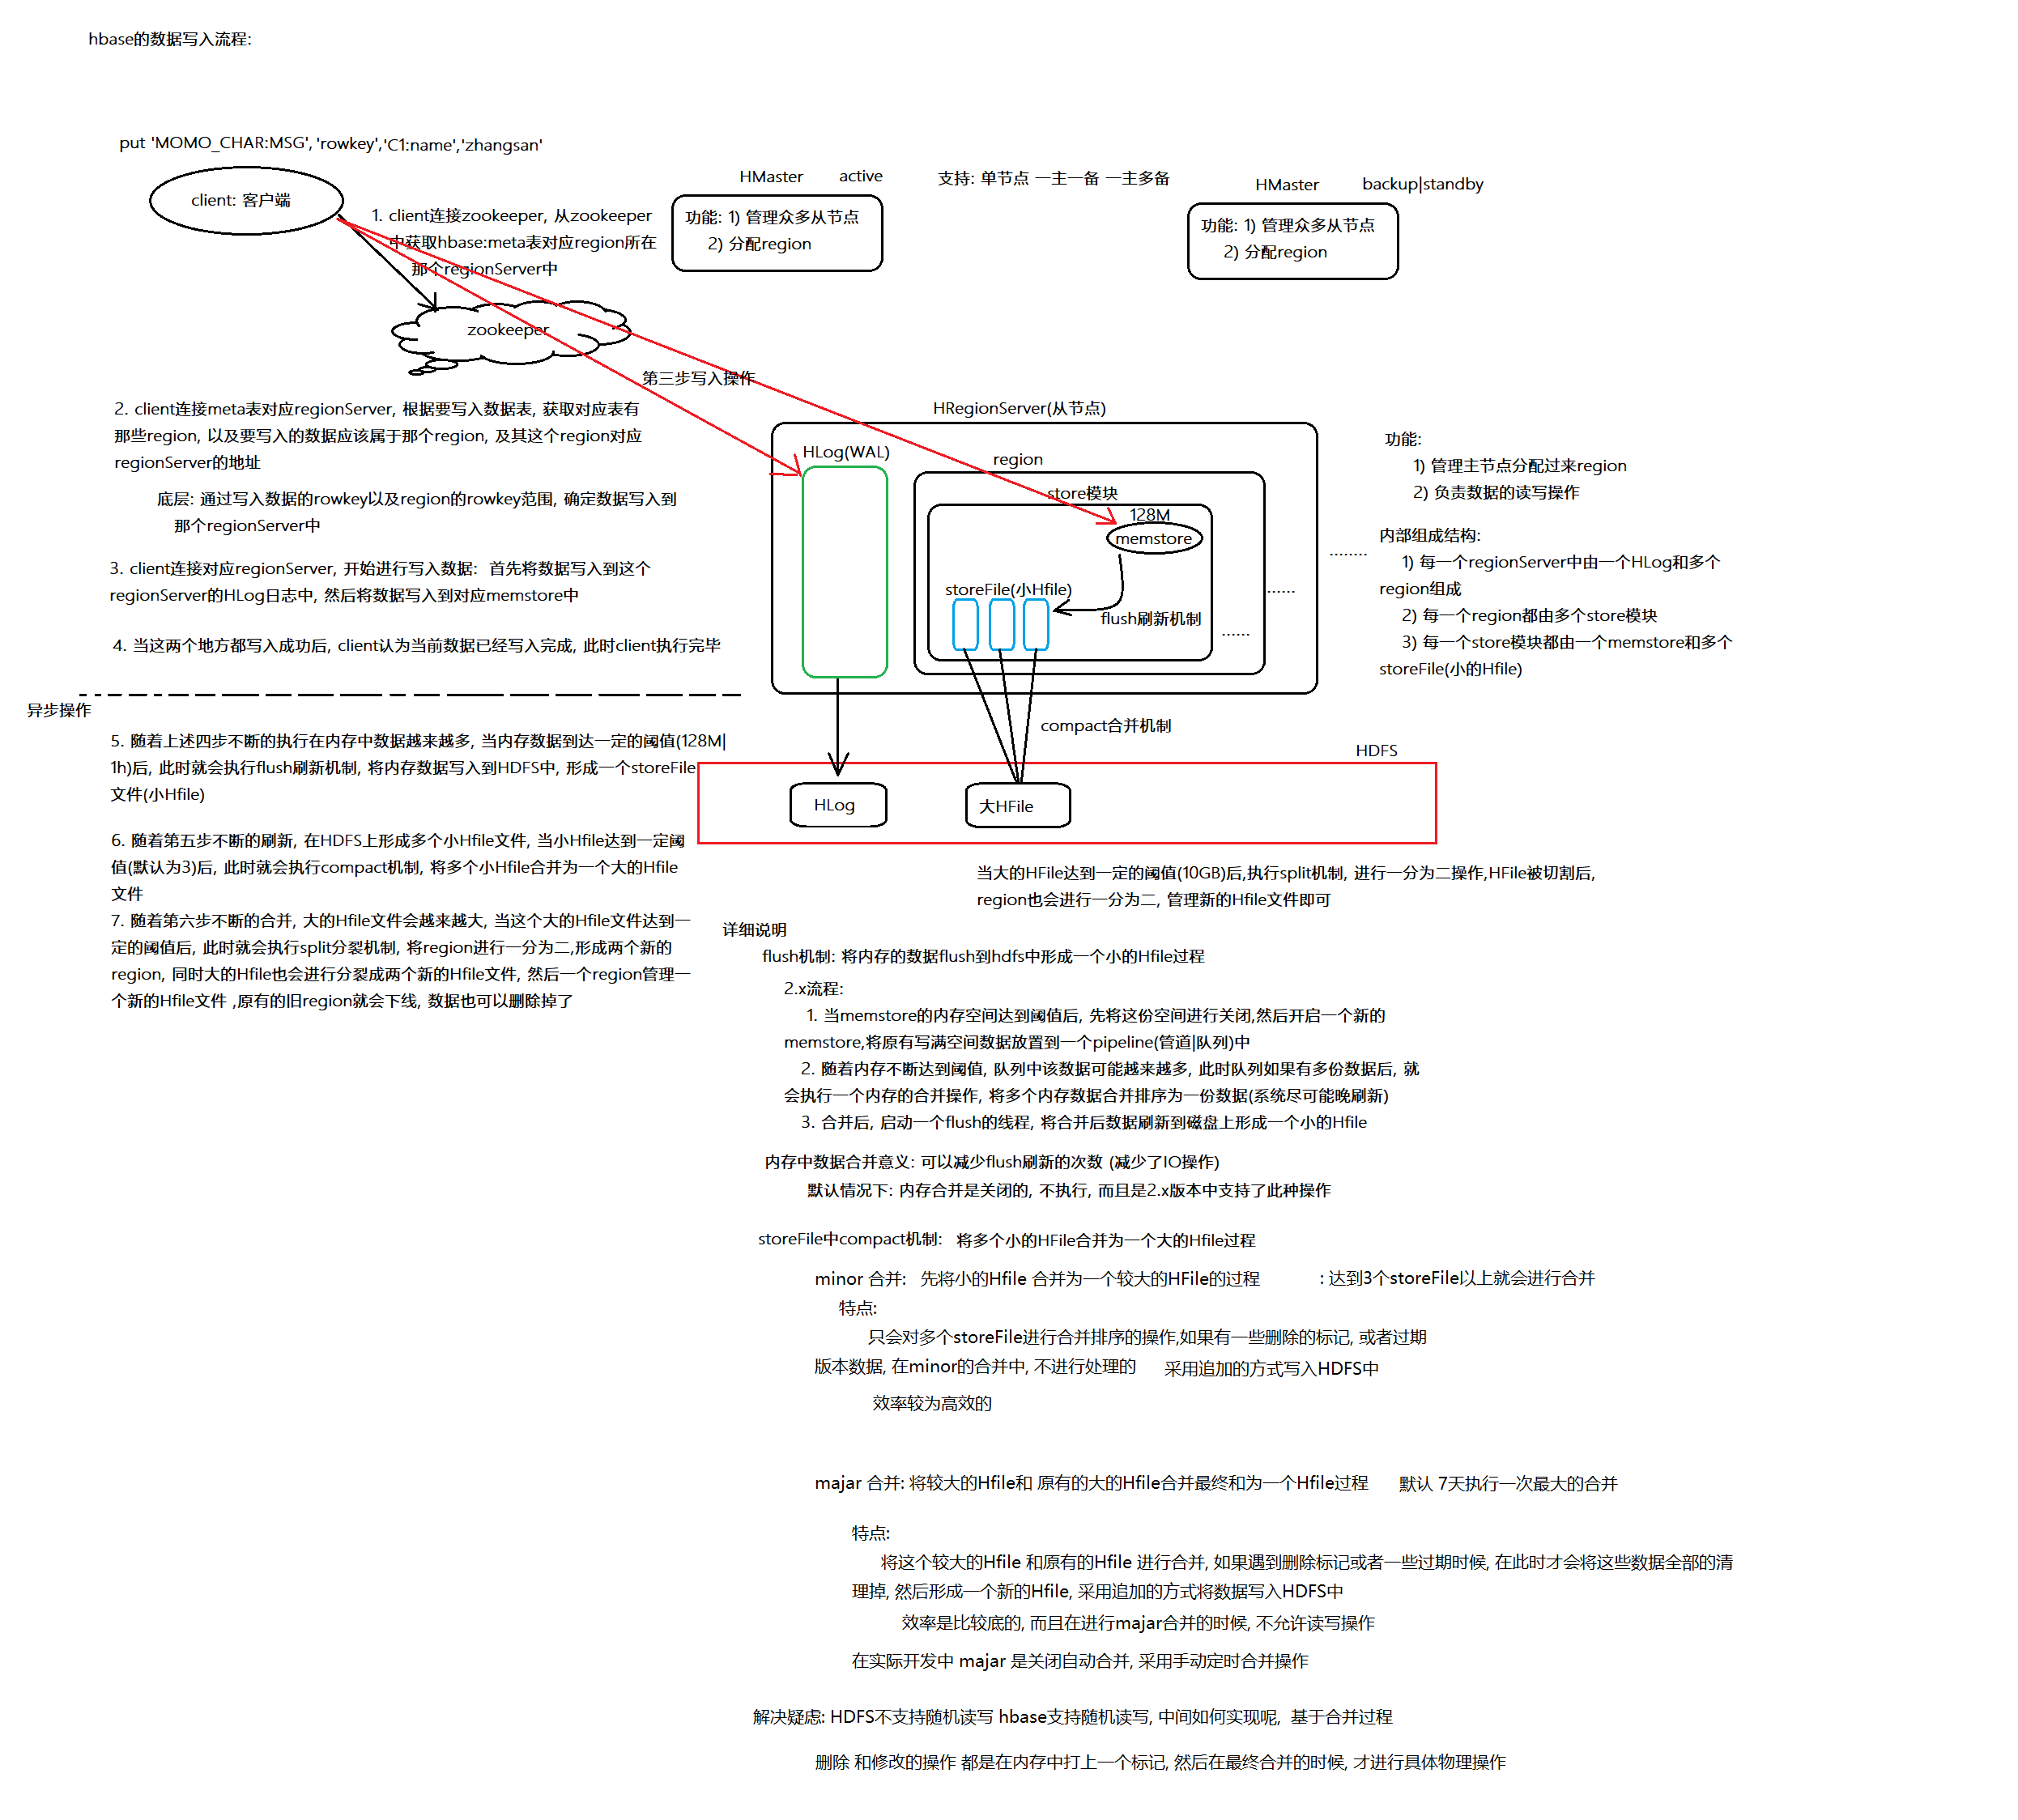 hbase的数据写入流程:
put 'MOMO_CHAR:MSG', 'rowkey','C1:name','zhangsan'
client: 客户端
1. client连接zookeeper, 从zookeeper
中获取hbase:meta表对应region所在
那个regionServer中
zookeeper
HMaster active
功能: 1) 管理众多从节点
2) 分配region
支持: 单节点 一主一备 一主多备
HMaster backup|standby
功能: 1) 管理众多从节点
2) 分配region
第三步写入操作
2. client连接meta表对应regionServer, 根据要写入数据表, 获取对应表有
那些region, 以及要写入的数据应该属于那个region, 及其这个region对应
regionServer的地址
底层: 通过写入数据的rowkey以及region的rowkey范围, 确定数据写入到
那个regionServer中
3. client连接对应regionServer, 开始进行写入数据: 首先将数据写入到这个
regionServer的HLog日志中, 然后将数据写入到对应memstore中
4. 当这两个地方都写入成功后, client认为当前数据已经写入完成, 此时client执行完毕
HRegionServer(从节点)
HLog(WAL)
region
store模块
128M
memstore
storeFile(小Hfile)
flush刷新机制
......
......
........
功能:
1) 管理主节点分配过来region
2) 负责数据的读写操作
内部组成结构:
1) 每一个regionServer中由一个HLog和多个
region组成
2) 每一个region都由多个store模块
3) 每一个store模块都由一个memstore和多个
storeFile(小的Hfile)
异步操作
5. 随着上述四步不断的执行在内存中数据越来越多, 当内存数据到达一定的阈值(128M|
1h)后, 此时就会执行flush刷新机制, 将内存数据写入到HDFS中, 形成一个storeFile
文件(小Hfile)
6. 随着第五步不断的刷新, 在HDFS上形成多个小Hfile文件, 当小Hfile达到一定阈
值(默认为3)后, 此时就会执行compact机制, 将多个小Hfile合并为一个大的Hfile
文件
7. 随着第六步不断的合并, 大的Hfile文件会越来越大, 当这个大的Hfile文件达到一
定的阈值后, 此时就会执行split分裂机制, 将region进行一分为二,形成两个新的
region, 同时大的Hfile也会进行分裂成两个新的Hfile文件, 然后一个region管理一
个新的Hfile文件 ,原有的旧region就会下线, 数据也可以删除掉了
compact合并机制
HDFS
HLog
大HFile
当大的HFile达到一定的阈值(10GB)后,执行split机制, 进行一分为二操作,HFile被切割后,
region也会进行一分为二, 管理新的Hfile文件即可
详细说明
flush机制: 将内存的数据flush到hdfs中形成一个小的Hfile过程
2.x流程:
1. 当memstore的内存空间达到阈值后, 先将这份空间进行关闭,然后开启一个新的
memstore,将原有写满空间数据放置到一个pipeline(管道|队列)中
2. 随着内存不断达到阈值, 队列中该数据可能越来越多, 此时队列如果有多份数据后, 就
会执行一个内存的合并操作, 将多个内存数据合并排序为一份数据(系统尽可能晚刷新)
3. 合并后, 启动一个flush的线程, 将合并后数据刷新到磁盘上形成一个小的Hfile
内存中数据合并意义: 可以减少flush刷新的次数 (减少了IO操作)
默认情况下: 内存合并是关闭的, 不执行, 而且是2.x版本中支持了此种操作
storeFile中compact机制: 将多个小的HFile合并为一个大的Hfile过程
minor 合并: 先将小的Hfile 合并为一个较大的HFile的过程 : 达到3个storeFile以上就会进行合并
特点:
只会对多个storeFile进行合并排序的操作,如果有一些删除的标记, 或者过期
版本数据, 在minor的合并中, 不进行处理的 采用追加的方式写入HDFS中
效率较为高效的
majar 合并: 将较大的Hfile和 原有的大的Hfile合并最终和为一个Hfile过程 默认 7天执行一次最大的合并
特点:
将这个较大的Hfile 和原有的Hfile 进行合并, 如果遇到删除标记或者一些过期时候, 在此时才会将这些数据全部的清
理掉, 然后形成一个新的Hfile, 采用追加的方式将数据写入HDFS中
效率是比较底的, 而且在进行majar合并的时候, 不允许读写操作
在实际开发中 majar 是关闭自动合并, 采用手动定时合并操作
解决疑虑: HDFS不支持随机读写 hbase支持随机读写, 中间如何实现呢, 基于合并过程
删除 和修改的操作 都是在内存中打上一个标记, 然后在最终合并的时候, 才进行具体物理操作